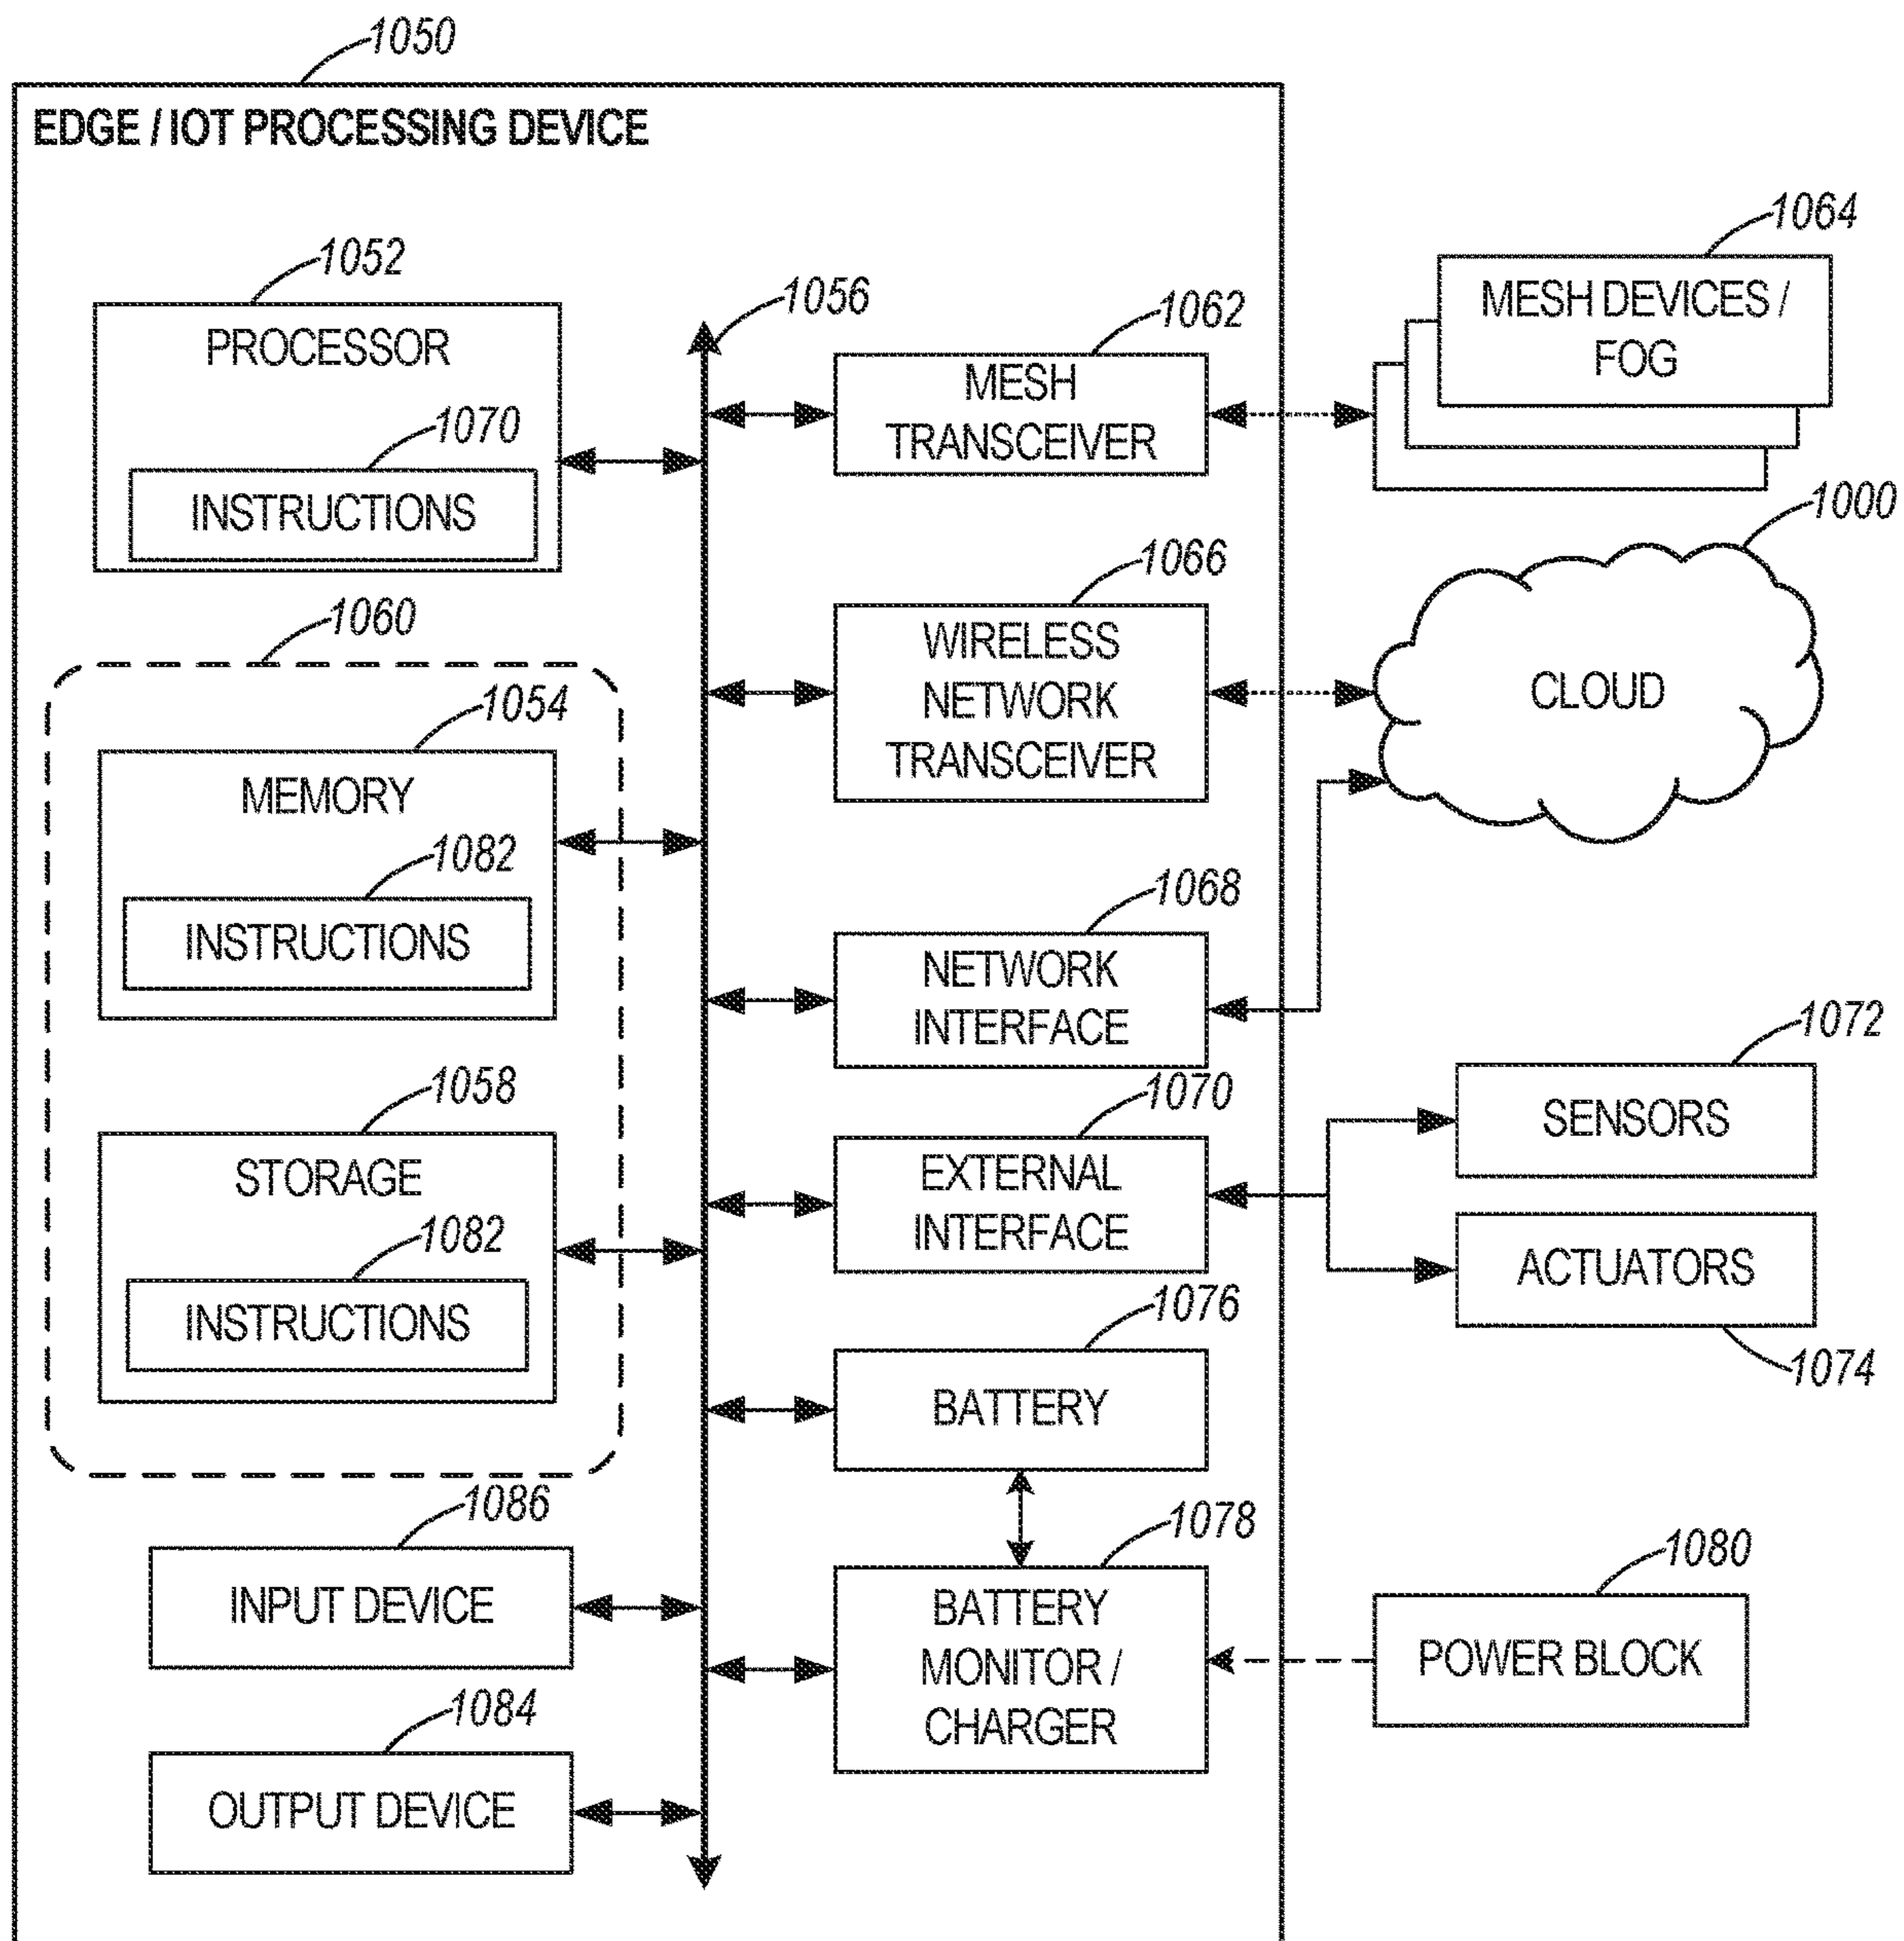 1050
EDGE / IOT PROCESSING DEVICE
1052
PROCESSOR
1070
INSTRUCTIONS
1060
1054
MEMORY
1082
INSTRUCTIONS
1058
STORAGE
1082
INSTRUCTIONS
1086
INPUT DEVICE
1084
OUTPUT DEVICE
1056
1062
MESH
TRANSCEIVER
1066
WIRELESS
NETWORK
TRANSCEIVER
1068
NETWORK
INTERFACE
1070
EXTERNAL
INTERFACE
1076
BATTERY
1078
BATTERY
MONITOR /
CHARGER
1064
MESH DEVICES /
FOG
1000
CLOUD
1072
SENSORS
ACTUATORS
1074
1080
POWER BLOCK